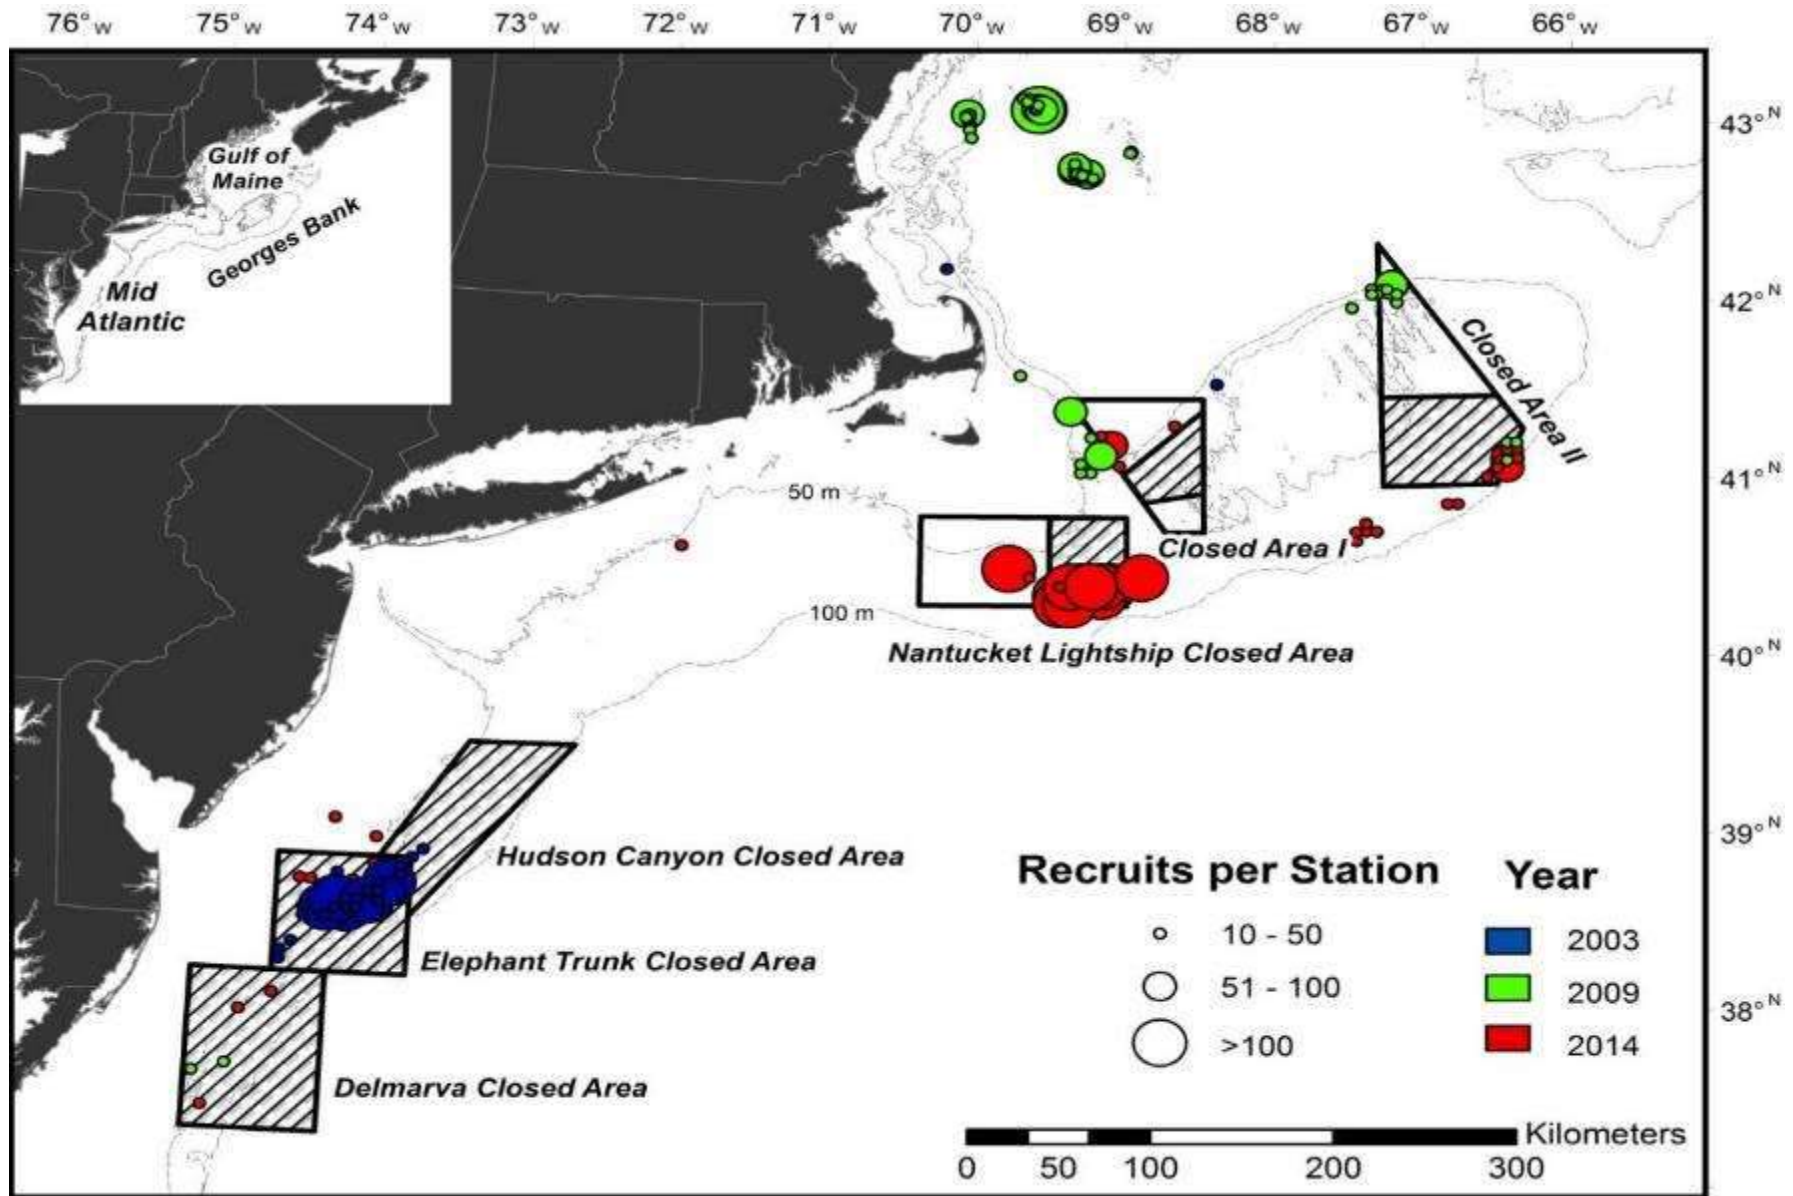 76°W 75°W 74°W 73°W 72°W 71°W 70°W 69°W 68°W 67°W 66°W
43°N
42°N
41°N
40°N
39°N
38°N
Gulf of
Maine
Georges Bank
Mid
Atlantic
Closed Area II
50 m
Closed Area I
100 m
Nantucket Lightship Closed Area
Hudson Canyon Closed Area
Elephant Trunk Closed Area
Delmarva Closed Area
Recruits per Station
10 - 50
51 - 100
>100
Year
2003
2009
2014
Kilometers
0 50 100 200 300